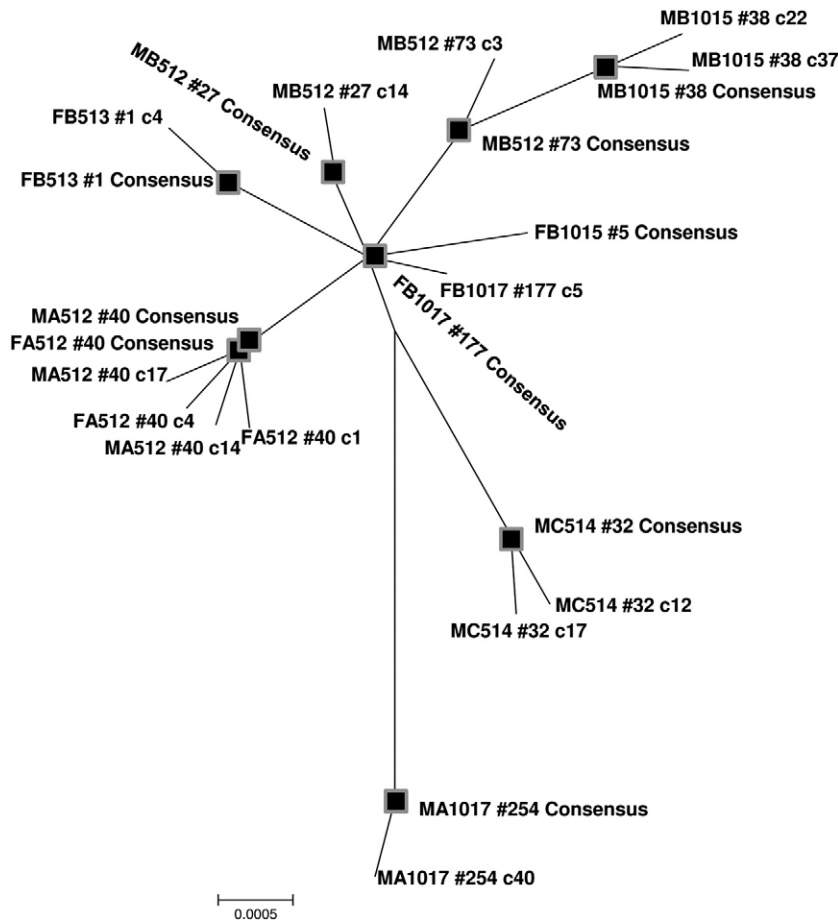 MB1015 #38 c22
MB512 #73 c3
MB1015 #38 c37
MB512 #27 Consensus
MB512 #27 c14
MB1015 #38 Consensus
FB513 #1 c4
MB512 #73 Consensus
FB513 #1 Consensus
FB1015 #5 Consensus
FB1017 #177 c5
FB1017 #177 Consensus
MA512 #40 Consensus
FA512 #40 Consensus
MA512 #40 c17
FA512 #40 c4
MA512 #40 c14
FA512 #40 c1
MC514 #32 Consensus
MC514 #32 c12
MC514 #32 c17
MA1017 #254 Consensus
MA1017 #254 c40
0.0005